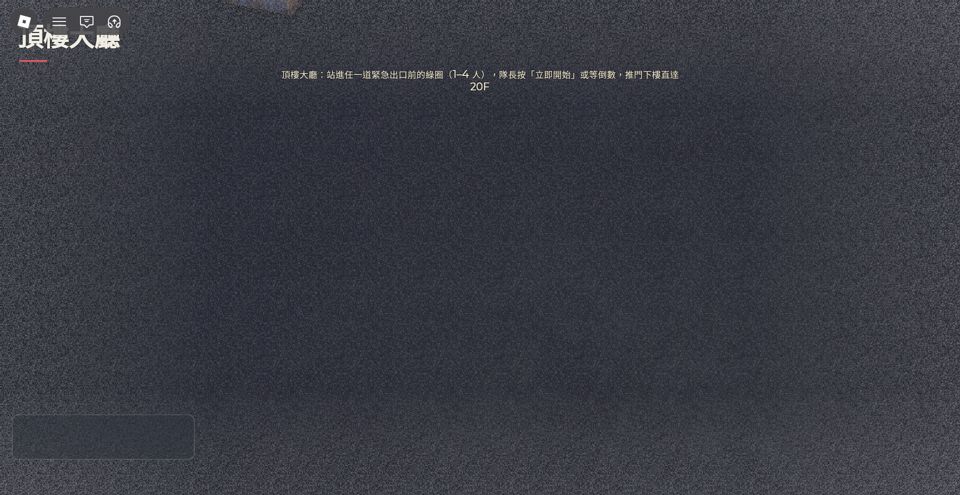 頂樓大廳
頂樓大廳：站進任一道緊急出口前的綠圈（1–4 人），隊長按「立即開始」或等倒數，推門下樓直達
20F